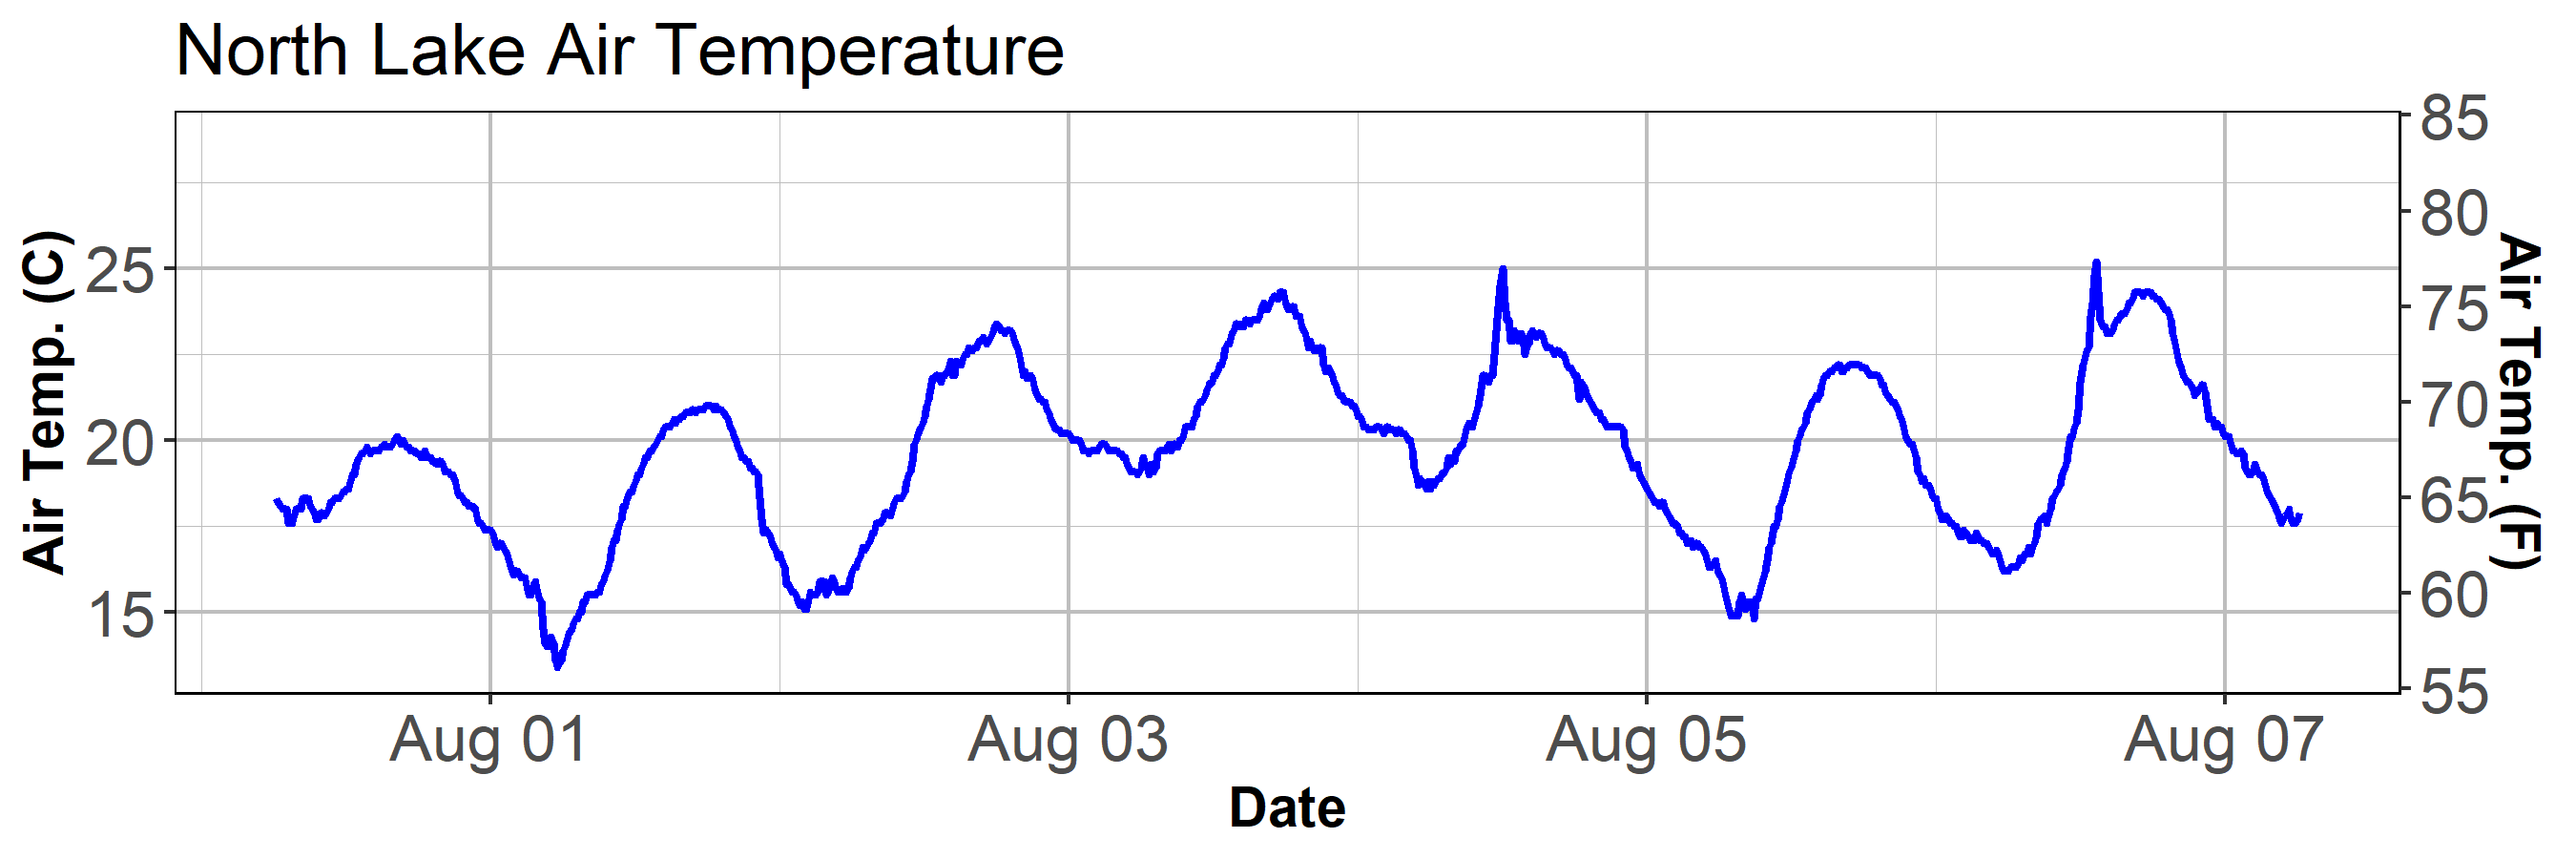 North Lake Air Temperature
Air Temp. (C)
25
20
15
85
80
75
70
65
60
55
Air Temp. (F)
Aug 01 Aug 03 Aug 05 Aug 07
Date